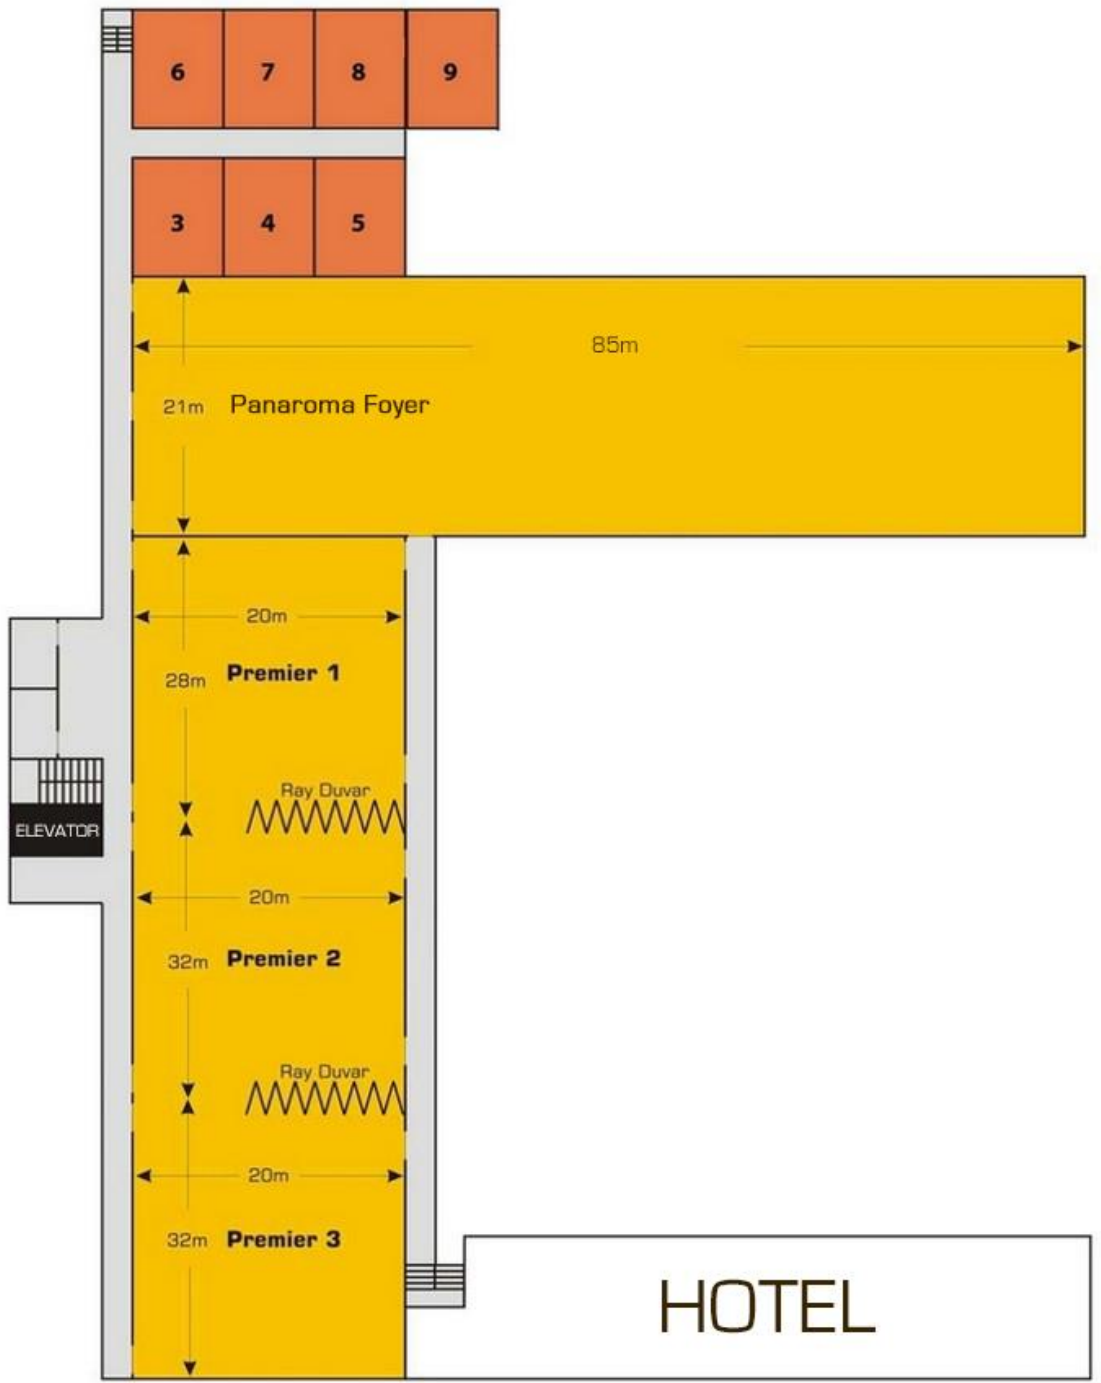 6 7 8 9
3 4 5
85m
21m Panaroma Foyer
20m
28m Premier 1
Ray Duvar
ELEVATOR
20m
32m Premier 2
Ray Duvar
20m
32m Premier 3
HOTEL